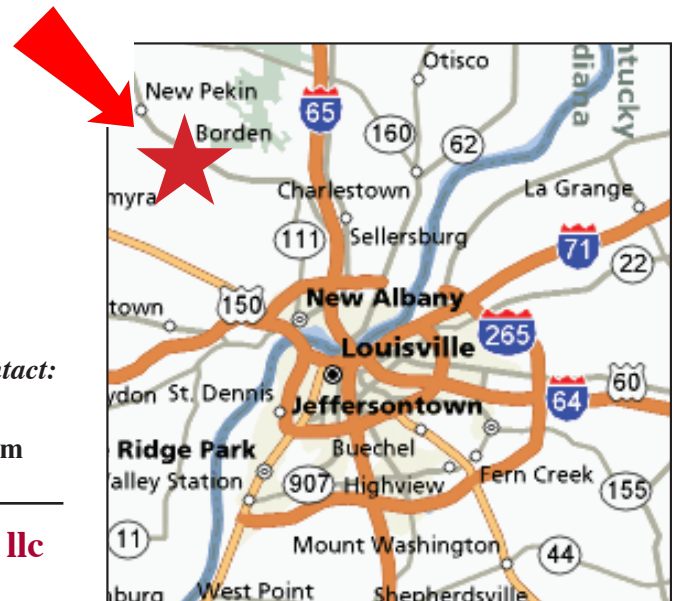 Otisco
ntucky
diana
New Pekin
65
Borden
160
62
myra
Charlestown
La Grange
111
Sellersburg
71
22
town
150
New Albany
265
Louisville
ntact:
ydon
St. Dennis
60
64
Jeffersontown
m
Ridge Park
Buechel
Valley Station
907
Highview
Fern Creek
155
llc
11
Mount Washington
44
nburg
West Point
Shepherdsville